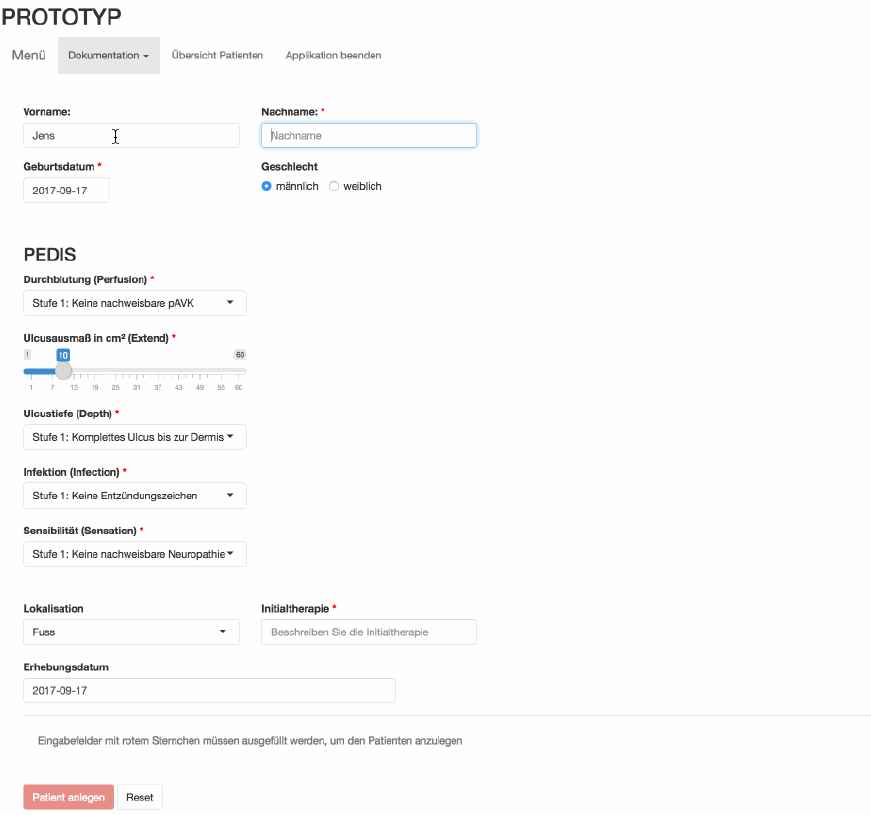 PROTOTYP
Menü Dokumentation Übersicht Patienten Applikation beenden
Vorname: Nachname: *
Jens Nachname
Geburtsdatum * Geschlecht
2017-09-17 männlich weiblich
PEDIS
Durchblutung (Perfusion) *
Stufe 1: Keine nachweisbare pAVK
Ulcusausmaß in cm² (Extend) *
1 10 60
1 7 13 19 25 31 37 43 49 55 60
Ulcustiefe (Depth) *
Stufe 1: Komplettes Ulcus bis zur Dermis
Infektion (Infection) *
Stufe 1: Keine Entzündungszeichen
Sensibilität (Sensation) *
Stufe 1: Keine nachweisbare Neuropathie
Lokalisation Initialtherapie *
Fuss Beschreiben Sie die Initialtherapie
Erhebungsdatum
2017-09-17
Eingabefelder mit rotem Sternchen müssen ausgefüllt werden, um den Patienten anzulegen
Patient anlegen Reset